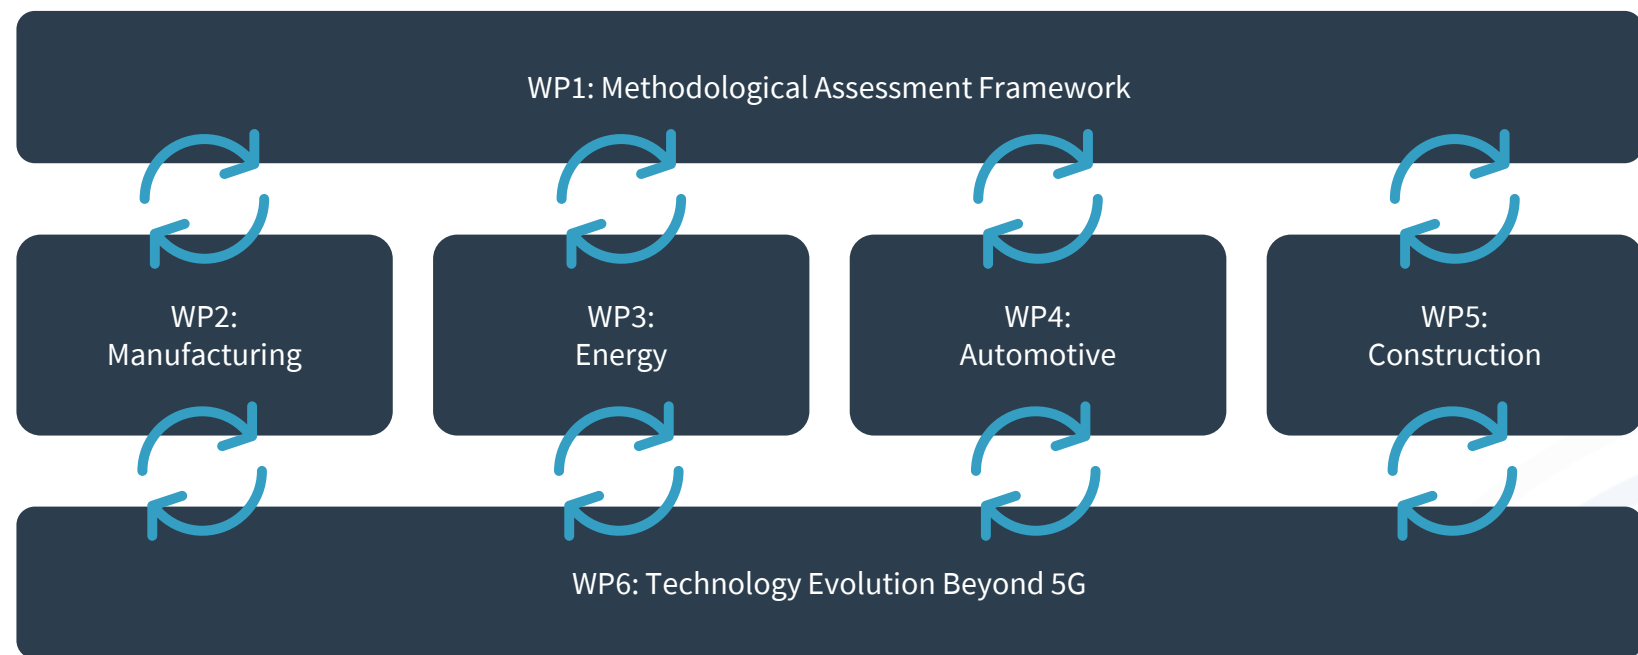 WP1: Methodological Assessment Framework
WP2:
Manufacturing
WP3:
Energy
WP4:
Automotive
WP5:
Construction
WP6: Technology Evolution Beyond 5G